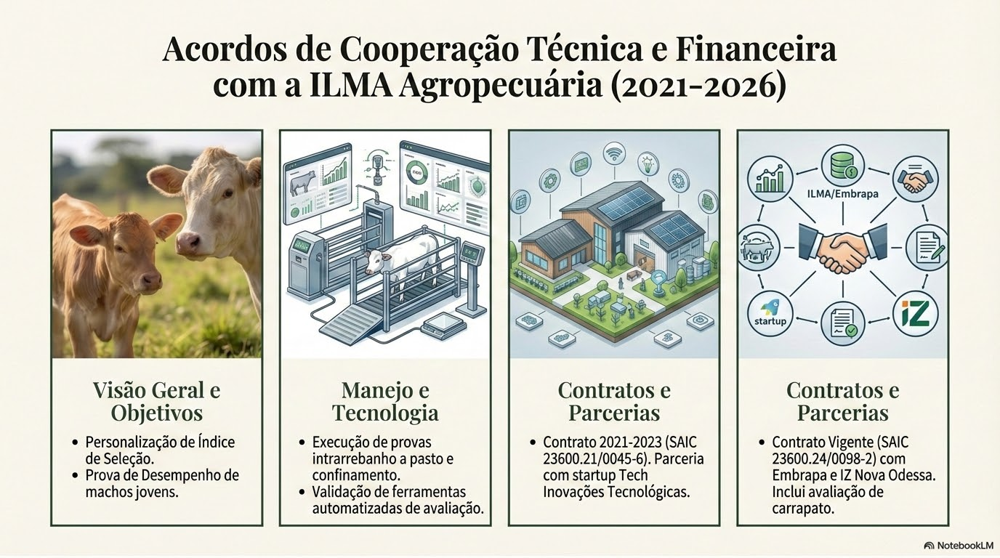 Acordos de Cooperação Técnica e Financeira
com a ILMA Agropecuária (2021-2026)
ILMA/Embrapa
startup
iZ
Visão Geral e
Objetivos
• Personalização de Índice
de Seleção.
• Prova de Desempenho de
machos jovens.
Manejo e
Tecnologia
• Execução de provas
intrarrebanho a pasto e
confinamento.
• Validação de ferramentas
automatizadas de avaliação.
Contratos e
Parcerias
• Contrato 2021-2023 (SAIC
23600.21/0045-6). Parceria
com startup Tech
Inovações Tecnológicas.
Contratos e
Parcerias
• Contrato Vigente (SAIC
23600.24/0098-2) com
Embrapa e IZ Nova Odessa.
Inclui avaliação de
carrapato.
NotebookLM